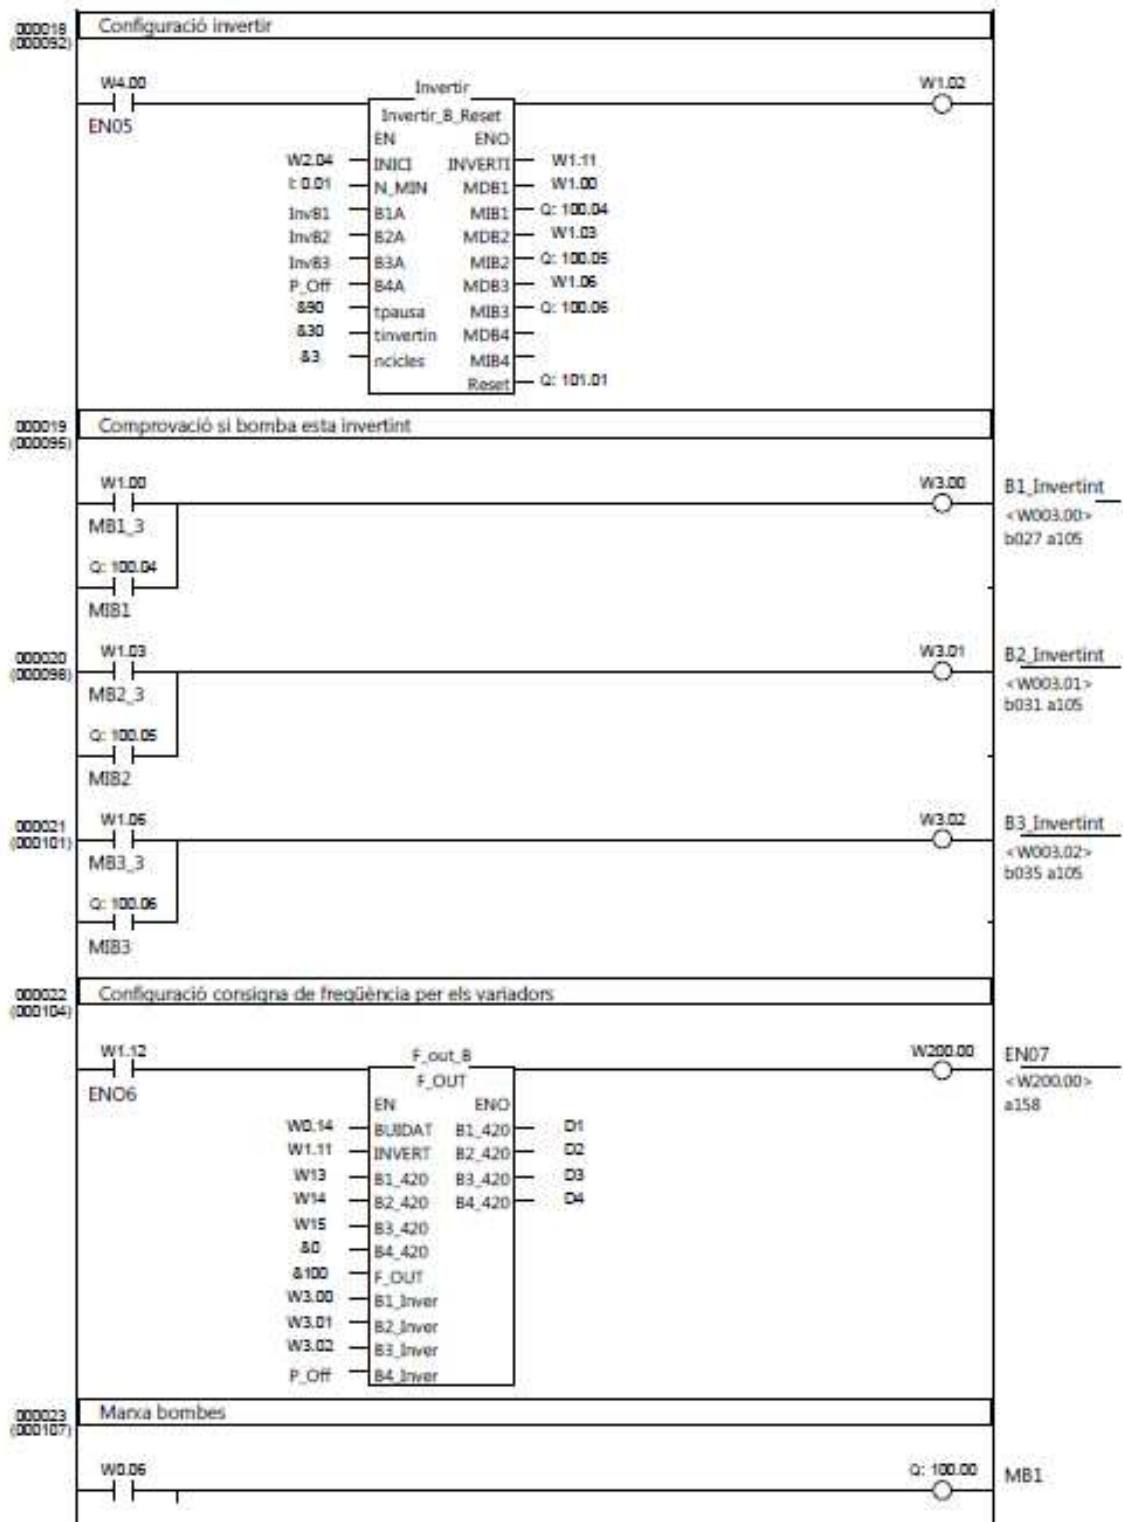 000018 Configuració invertir
(000092)
W4.00 Invertir W1.02
EN05 Invertir_B_Reset
EN ENO
W2.04 INICI INVERTI W1.11
I: 0.01 N_MIN MDB1 W1.00
InvB1 B1A MIB1 Q: 100.04
InvB2 B2A MDB2 W1.03
InvB3 B3A MIB2 Q: 100.05
P_Off B4A MDB3 W1.06
&90 tpausa MIB3 Q: 100.06
&30 tinvertin MDB4
&3 ncicles MIB4
Reset Q: 101.01
000019 Comprovació si bomba esta invertint
(000095)
W1.00 W3.00 B1_Invertint
MB1_3 <W003.00>
b027 a105
Q: 100.04
MIB1
000020 W1.03 W3.01 B2_Invertint
(000098)
MB2_3 <W003.01>
b031 a105
Q: 100.05
MIB2
000021 W1.06 W3.02 B3_Invertint
(000101)
MB3_3 <W003.02>
b035 a105
Q: 100.06
MIB3
000022 Configuració consigna de freqüència per els variadors
(000104)
W1.12 F_out_B W200.00 EN07
ENO6 F_OUT <W200.00>
EN ENO a158
W0.14 BUIDAT B1_420 D1
W1.11 INVERT B2_420 D2
W13 B1_420 B3_420 D3
W14 B2_420 B4_420 D4
W15 B3_420
&0 B4_420
&100 F_OUT
W3.00 B1_Inver
W3.01 B2_Inver
W3.02 B3_Inver
P_Off B4_Inver
000023 Marxa bombes
(000107)
W0.06 Q: 100.00 MB1